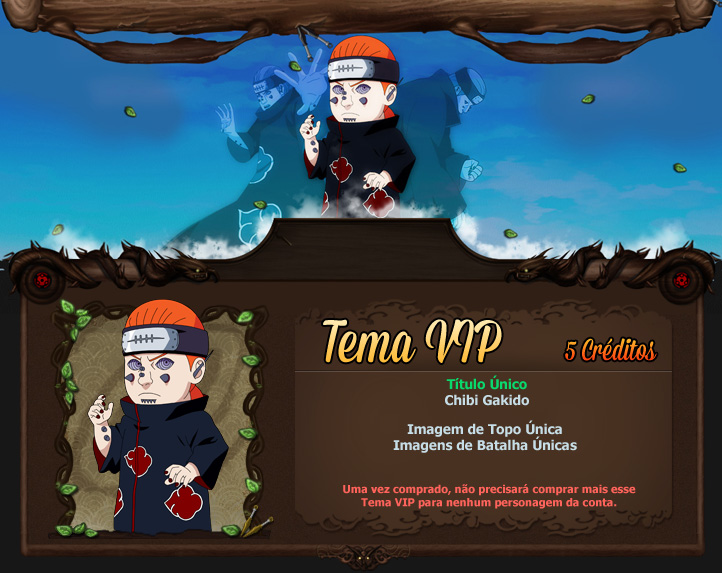 Tema VIP
5 Créditos
Título Único
Chibi Gakido
Imagem de Topo Única
Imagens de Batalha Únicas
Uma vez comprado, não precisará comprar mais esse
Tema VIP para nenhum personagem da conta.